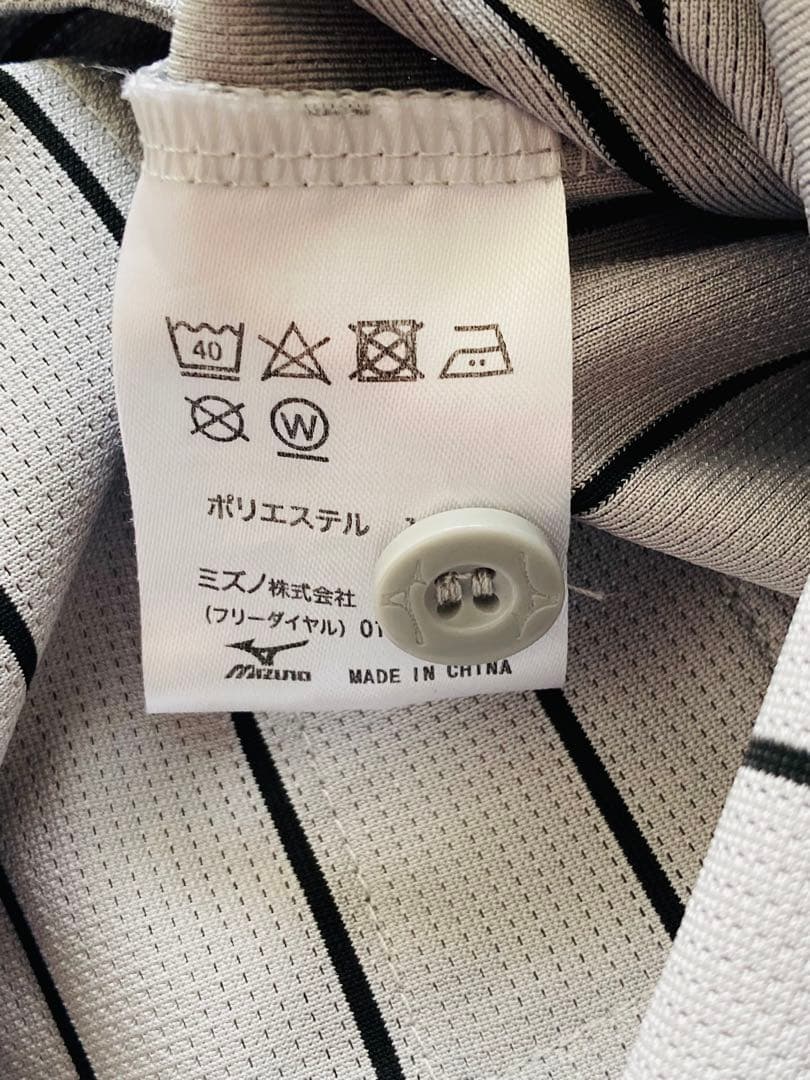 40
W
ポリエステル
ミズノ株式会社
(フリーダイヤル) 01
Mizuno MADE IN CHINA